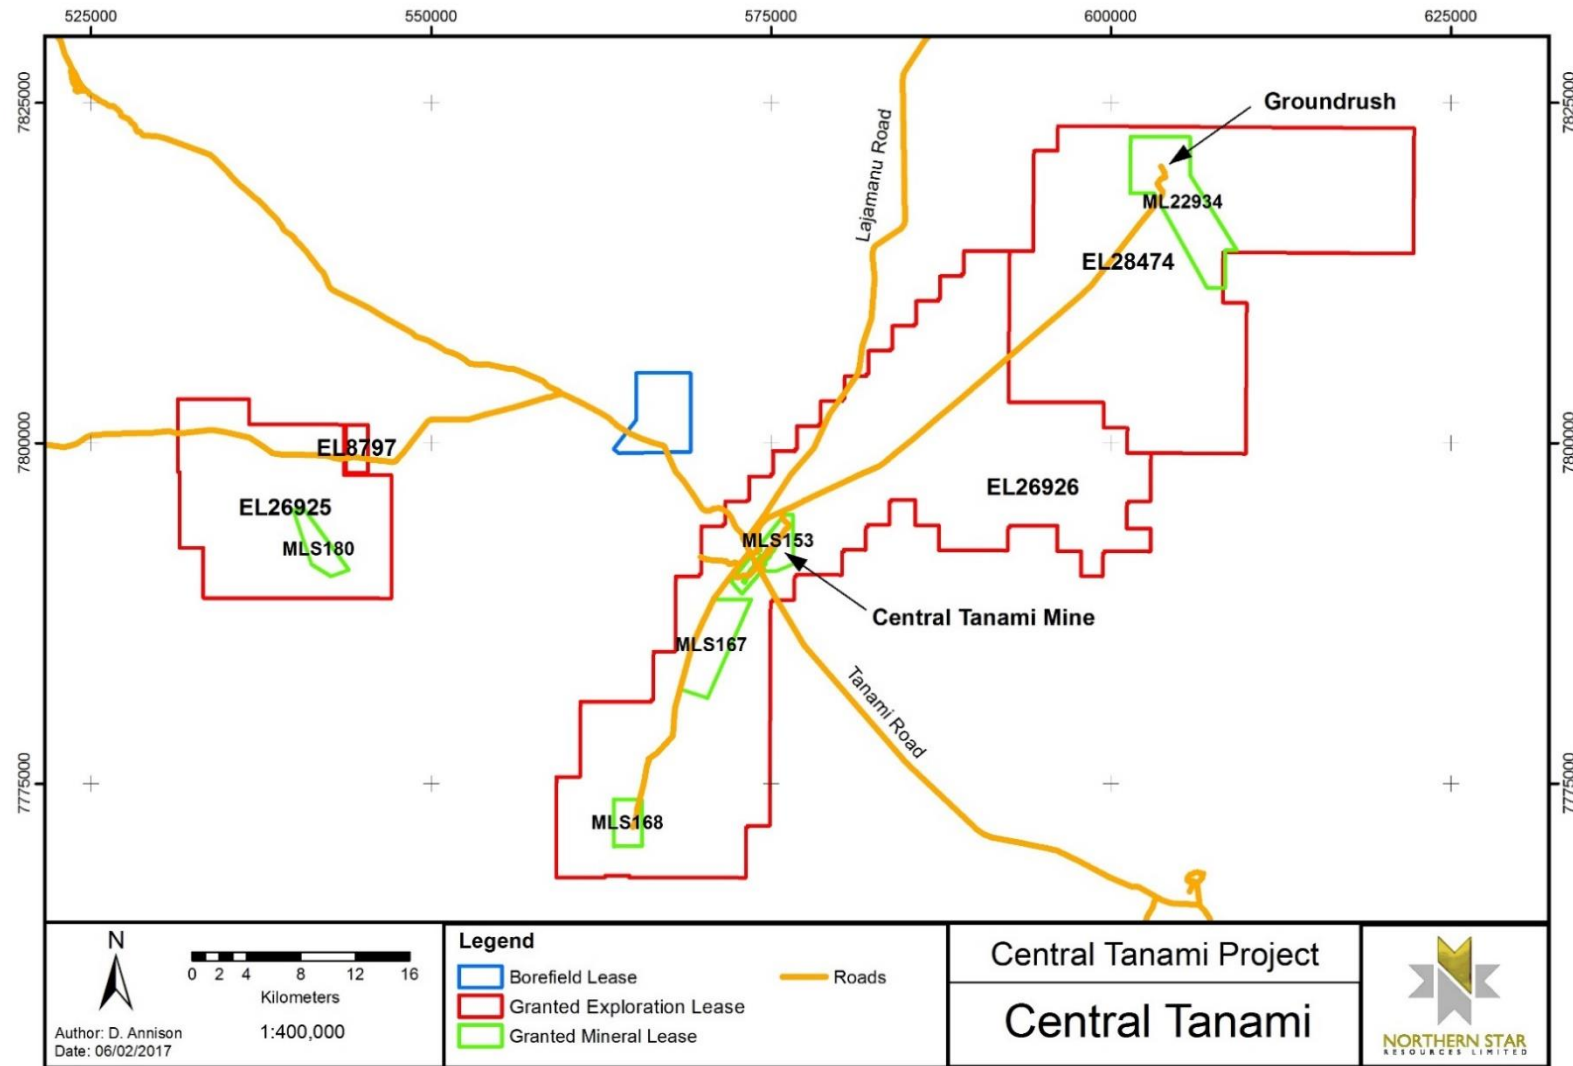 525000
550000
575000
600000
625000
7825000
7825000
Groundrush
Lajamanu Road
ML22934
EL28474
EL8797
7800000
7800000
EL26926
EL26925
MLS153
MLS180
Central Tanami Mine
MLS167
Tanami Road
7775000
7775000
MLS168
N
0 2 4 8 12 16
Kilometers
1:400,000
Author: D. Annison
Date: 06/02/2017
Legend
Borefield Lease
Roads
Granted Exploration Lease
Granted Mineral Lease
Central Tanami Project
Central Tanami
NORTHERN STAR
RESOURCES LIMITED